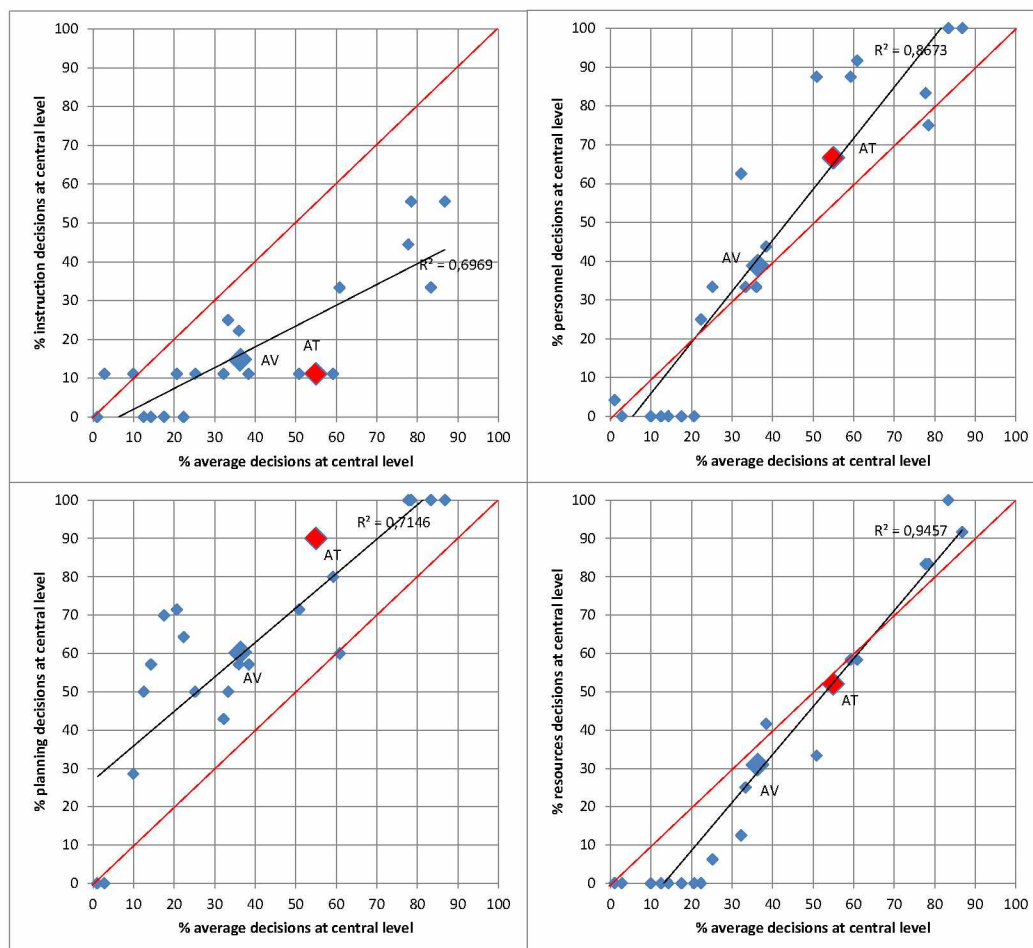 100
90
80
70
60
50
40
30
20
10
0
% instruction decisions at central level
R² = 0,6969
AT
AV
0 10 20 30 40 50 60 70 80 90 100
% average decisions at central level
100
90
80
70
60
50
40
30
20
10
0
% personnel decisions at central level
R² = 0,8673
AT
AV
0 10 20 30 40 50 60 70 80 90 100
% average decisions at central level
100
90
80
70
60
50
40
30
20
10
0
% planning decisions at central level
R² = 0,7146
AT
AV
0 10 20 30 40 50 60 70 80 90 100
% average decisions at central level
100
90
80
70
60
50
40
30
20
10
0
% resources decisions at central level
R² = 0,9457
AT
AV
0 10 20 30 40 50 60 70 80 90 100
% average decisions at central level